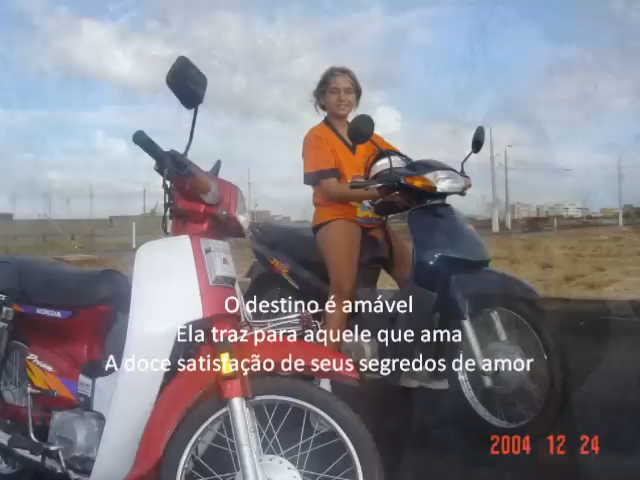 HONDA
Dream
O destino é amável
Ela traz para aquele que ama
A doce satisfação de seus segredos de amor
2004 12 24